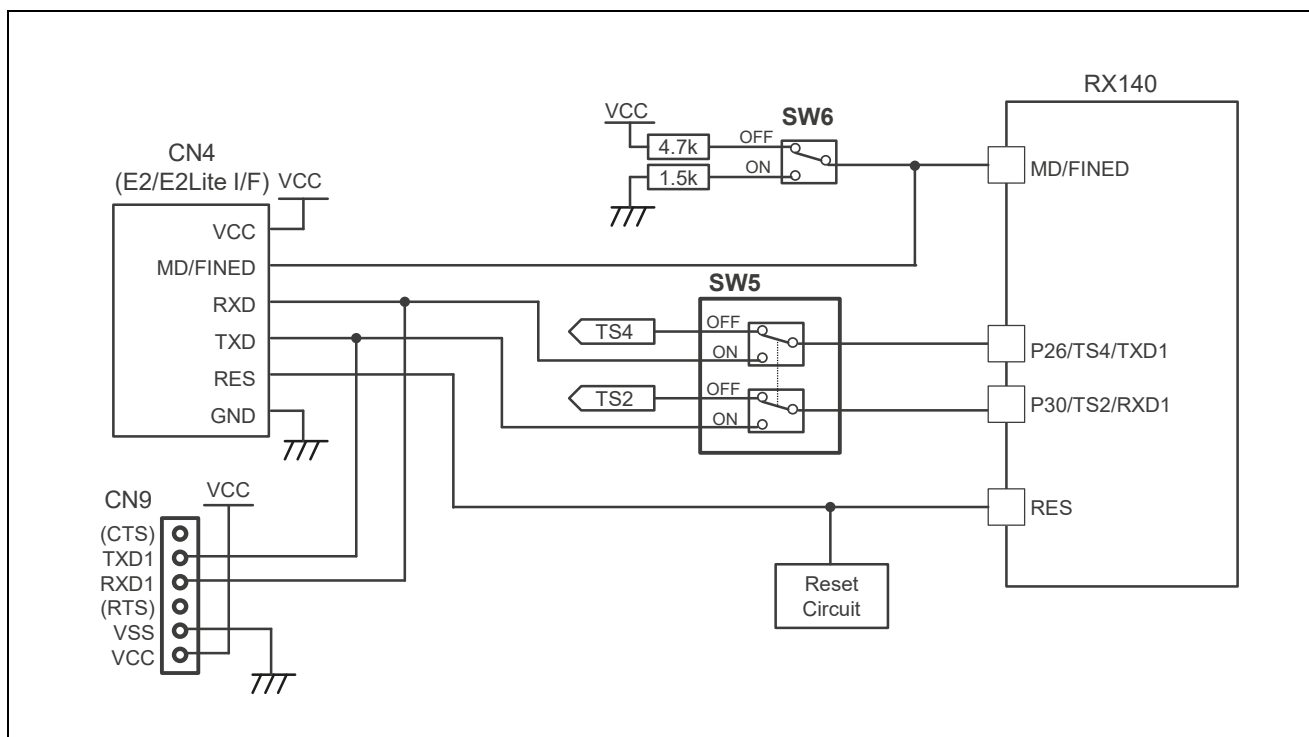 RX140
VCC
SW6
4.7k
OFF
1.5k
ON
MD/FINED
CN4
(E2/E2Lite I/F)
VCC
VCC
MD/FINED
RXD
TXD
RES
GND
SW5
TS4
OFF
ON
TS2
OFF
ON
P26/TS4/TXD1
P30/TS2/RXD1
RES
Reset
Circuit
CN9
VCC
(CTS)
TXD1
RXD1
(RTS)
VSS
VCC